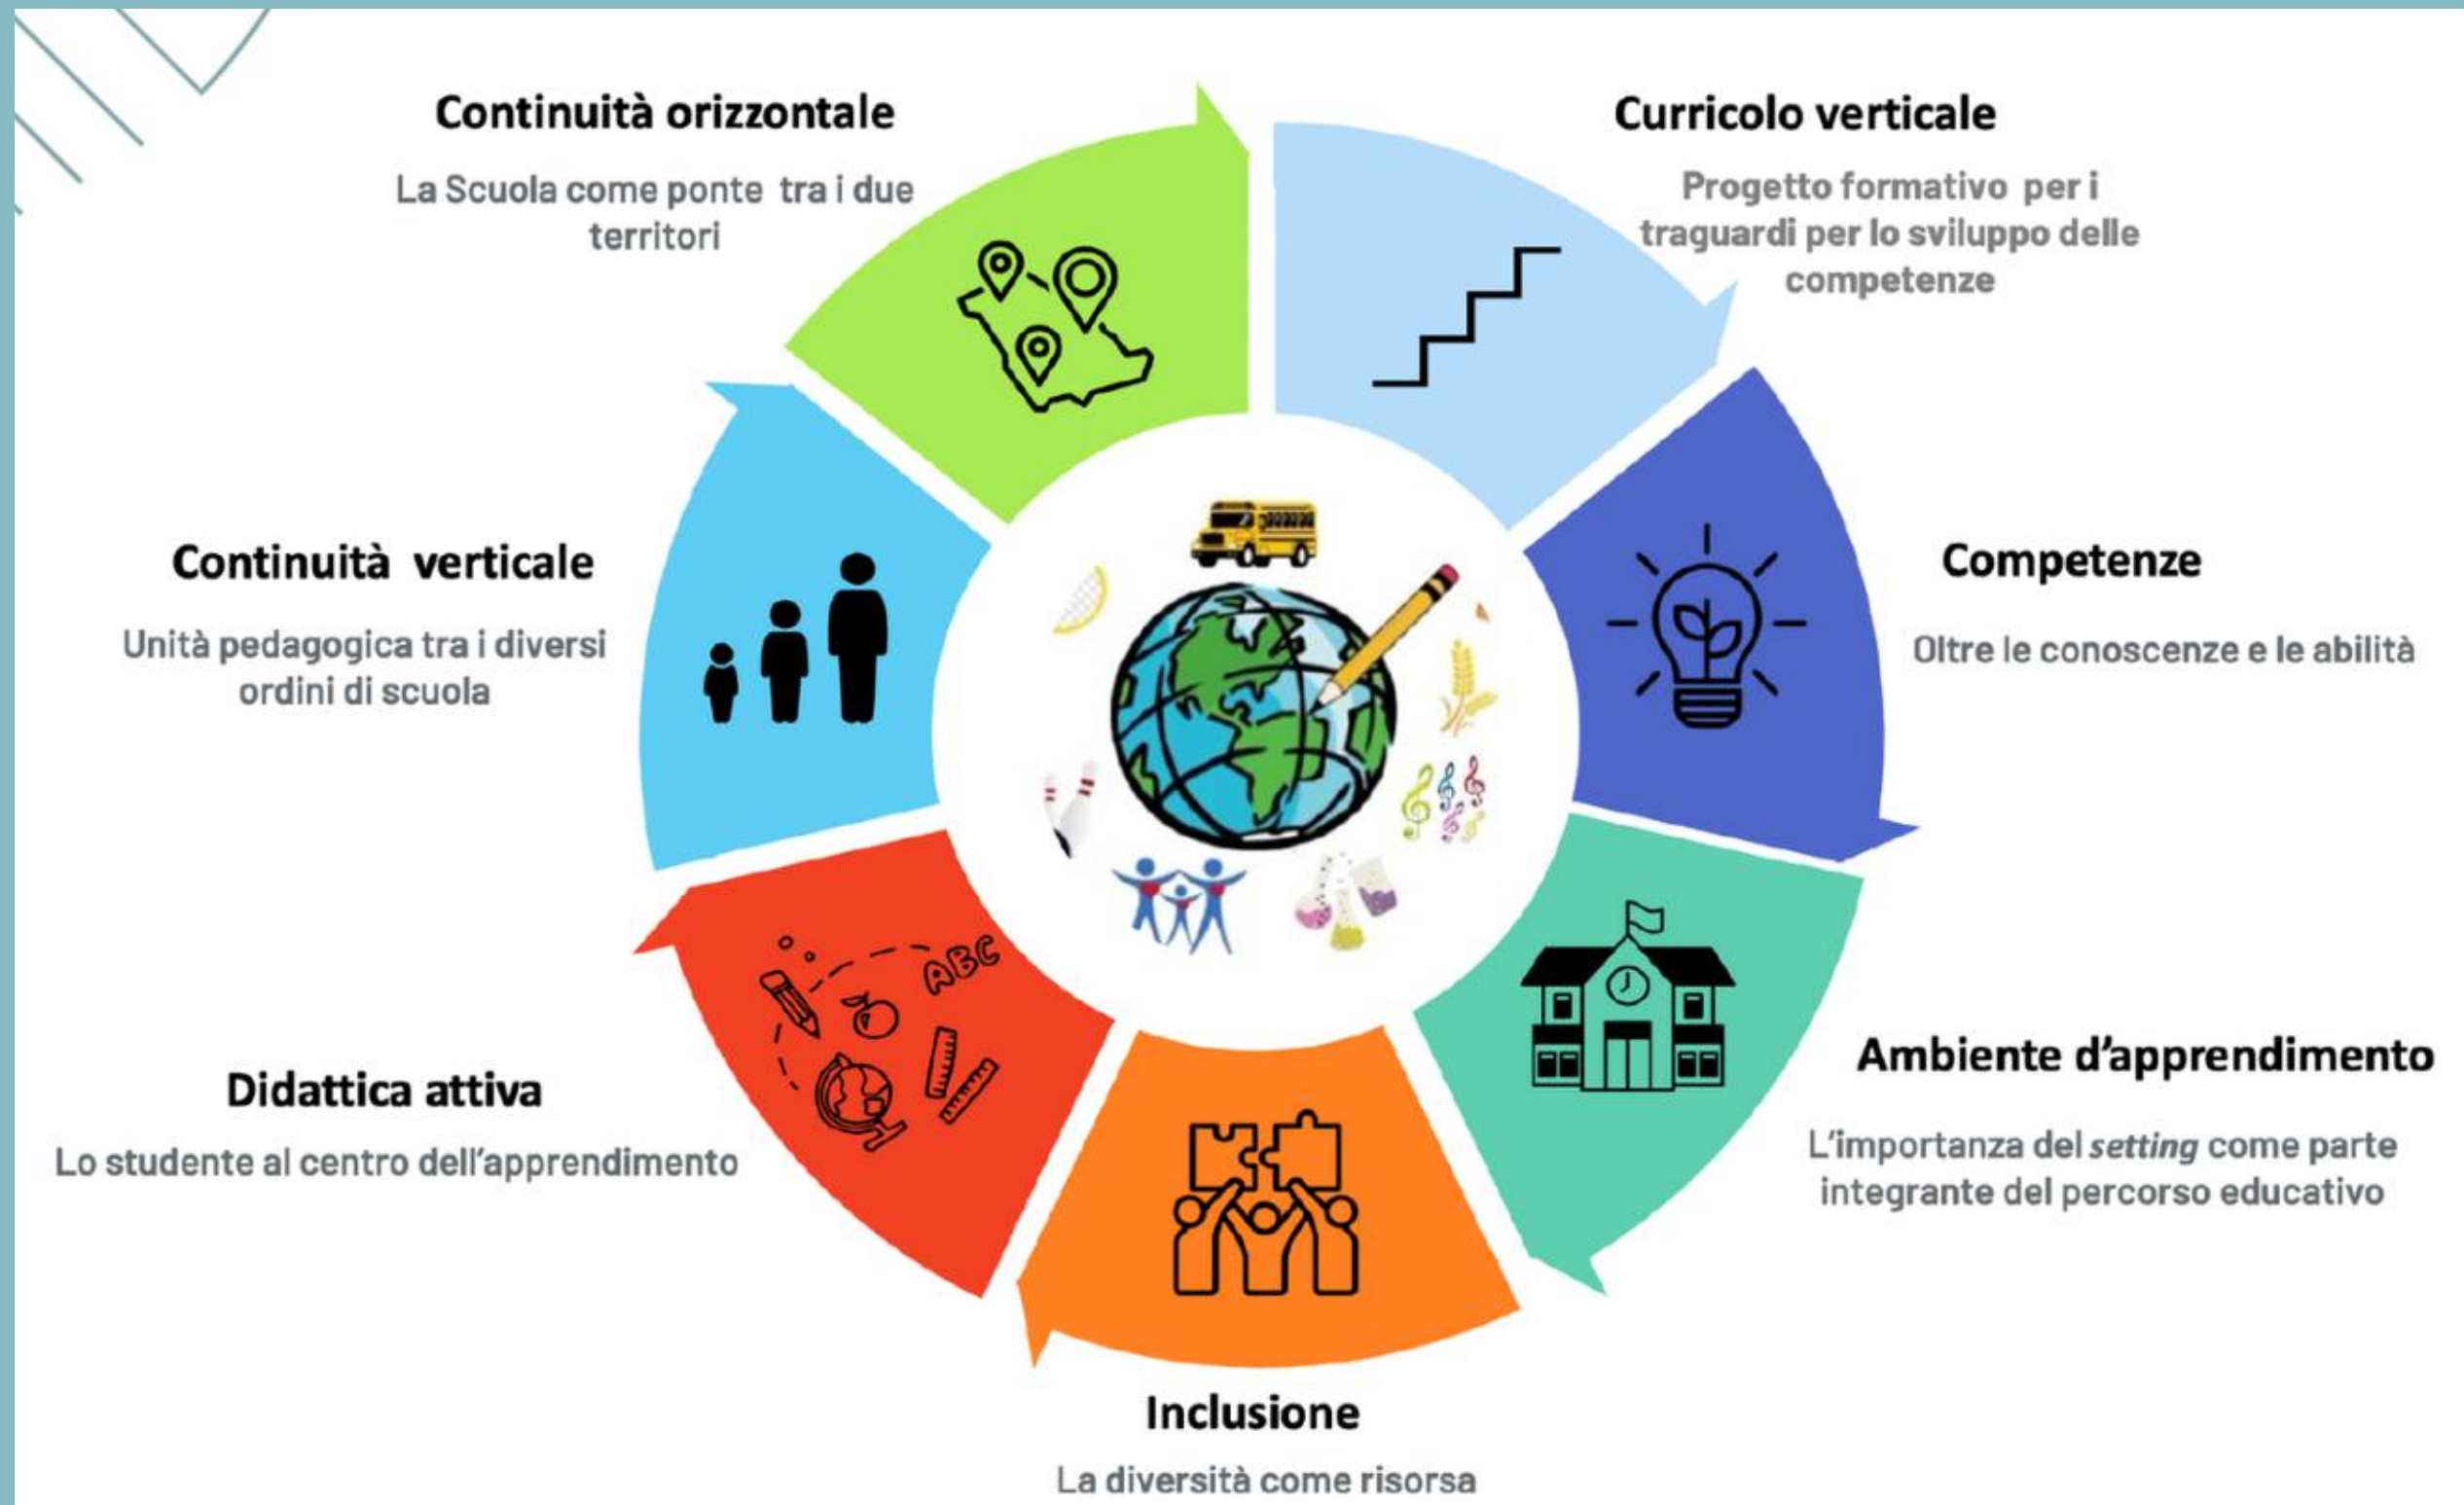 Continuità orizzontale
La Scuola come ponte tra i due
territori
Curricolo verticale
Progetto formativo per i
traguardi per lo sviluppo delle
competenze
Continuità verticale
Unità pedagogica tra i diversi
ordini di scuola
Competenze
Oltre le conoscenze e le abilità
ABC
Didattica attiva
Lo studente al centro dell'apprendimento
Ambiente d'apprendimento
L'importanza del setting come parte
integrante del percorso educativo
Inclusione
La diversità come risorsa